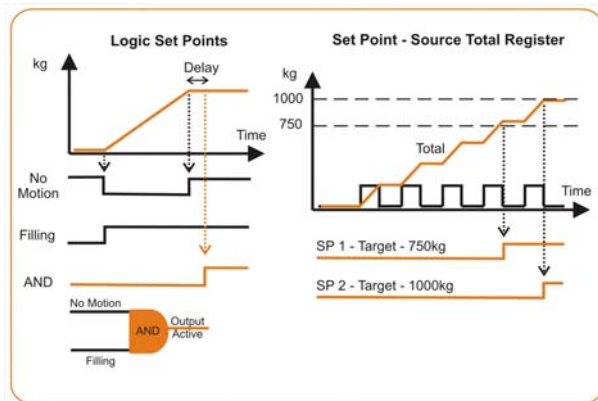 Logic Set Points
kg
Delay
Time
No
Motion
Filling
AND
No Motion
AND
Output
Active
Filling
Set Point - Source Total Register
kg
1000
750
Total
Time
SP 1 - Target - 750kg
SP 2 - Target - 1000kg